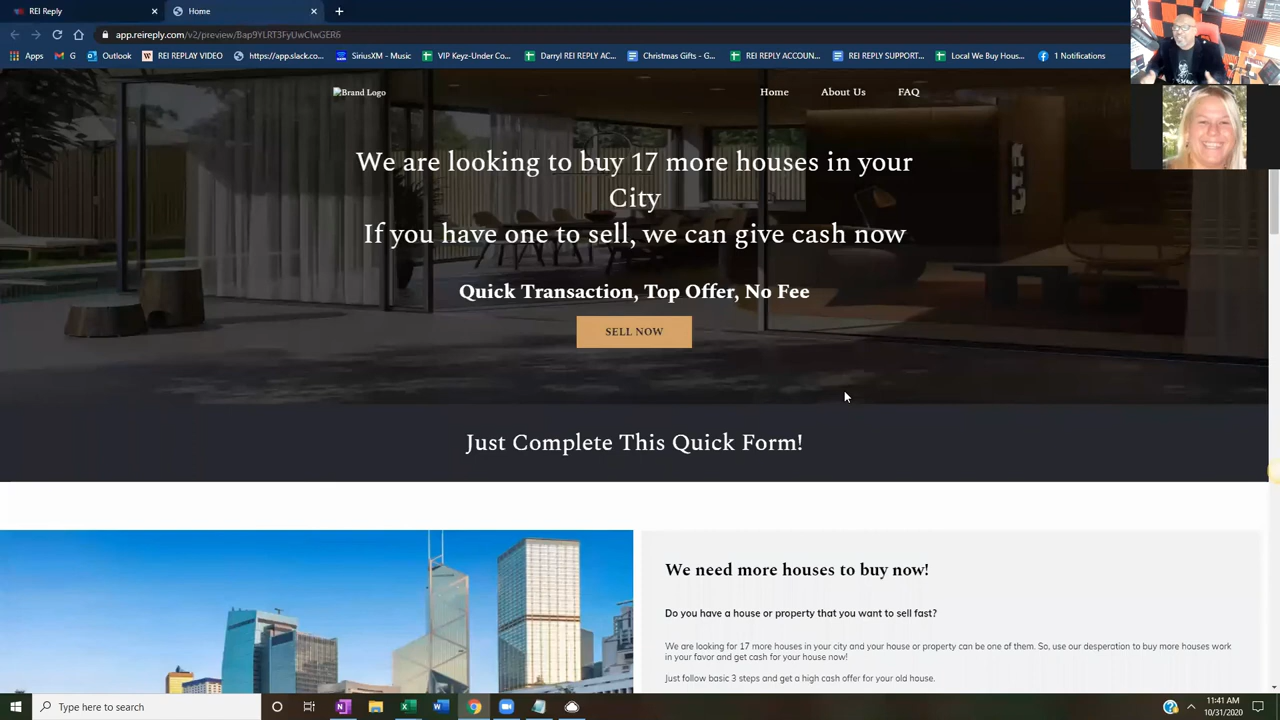 REI Reply
Home
app.reireply.com/v2/preview/Bap9YLRT3FyUwClwGER6
Apps
G
Outlook
REI REPLAY VIDEO
https://app.slack.co...
SiriusXM - Music
VIP Keyz-Under Co...
Darryl REI REPLY AC...
Christmas Gifts - G...
REI REPLY ACCOUN...
REI REPLY SUPPORT...
Local We Buy Hous...
1 Notifications
Brand Logo
Home
About Us
FAQ
We are looking to buy 17 more houses in your
City
If you have one to sell, we can give cash now
Quick Transaction, Top Offer, No Fee
SELL NOW
Just Complete This Quick Form!
We need more houses to buy now!
Do you have a house or property that you want to sell fast?
We are looking for 17 more houses in your city and your house or property can be one of them. So, use our desperation to buy more houses work
in your favor and get cash for your house now!
Just follow basic 3 steps and get a high cash offer for your old house.
Type here to search
11:41 AM
10/31/2020